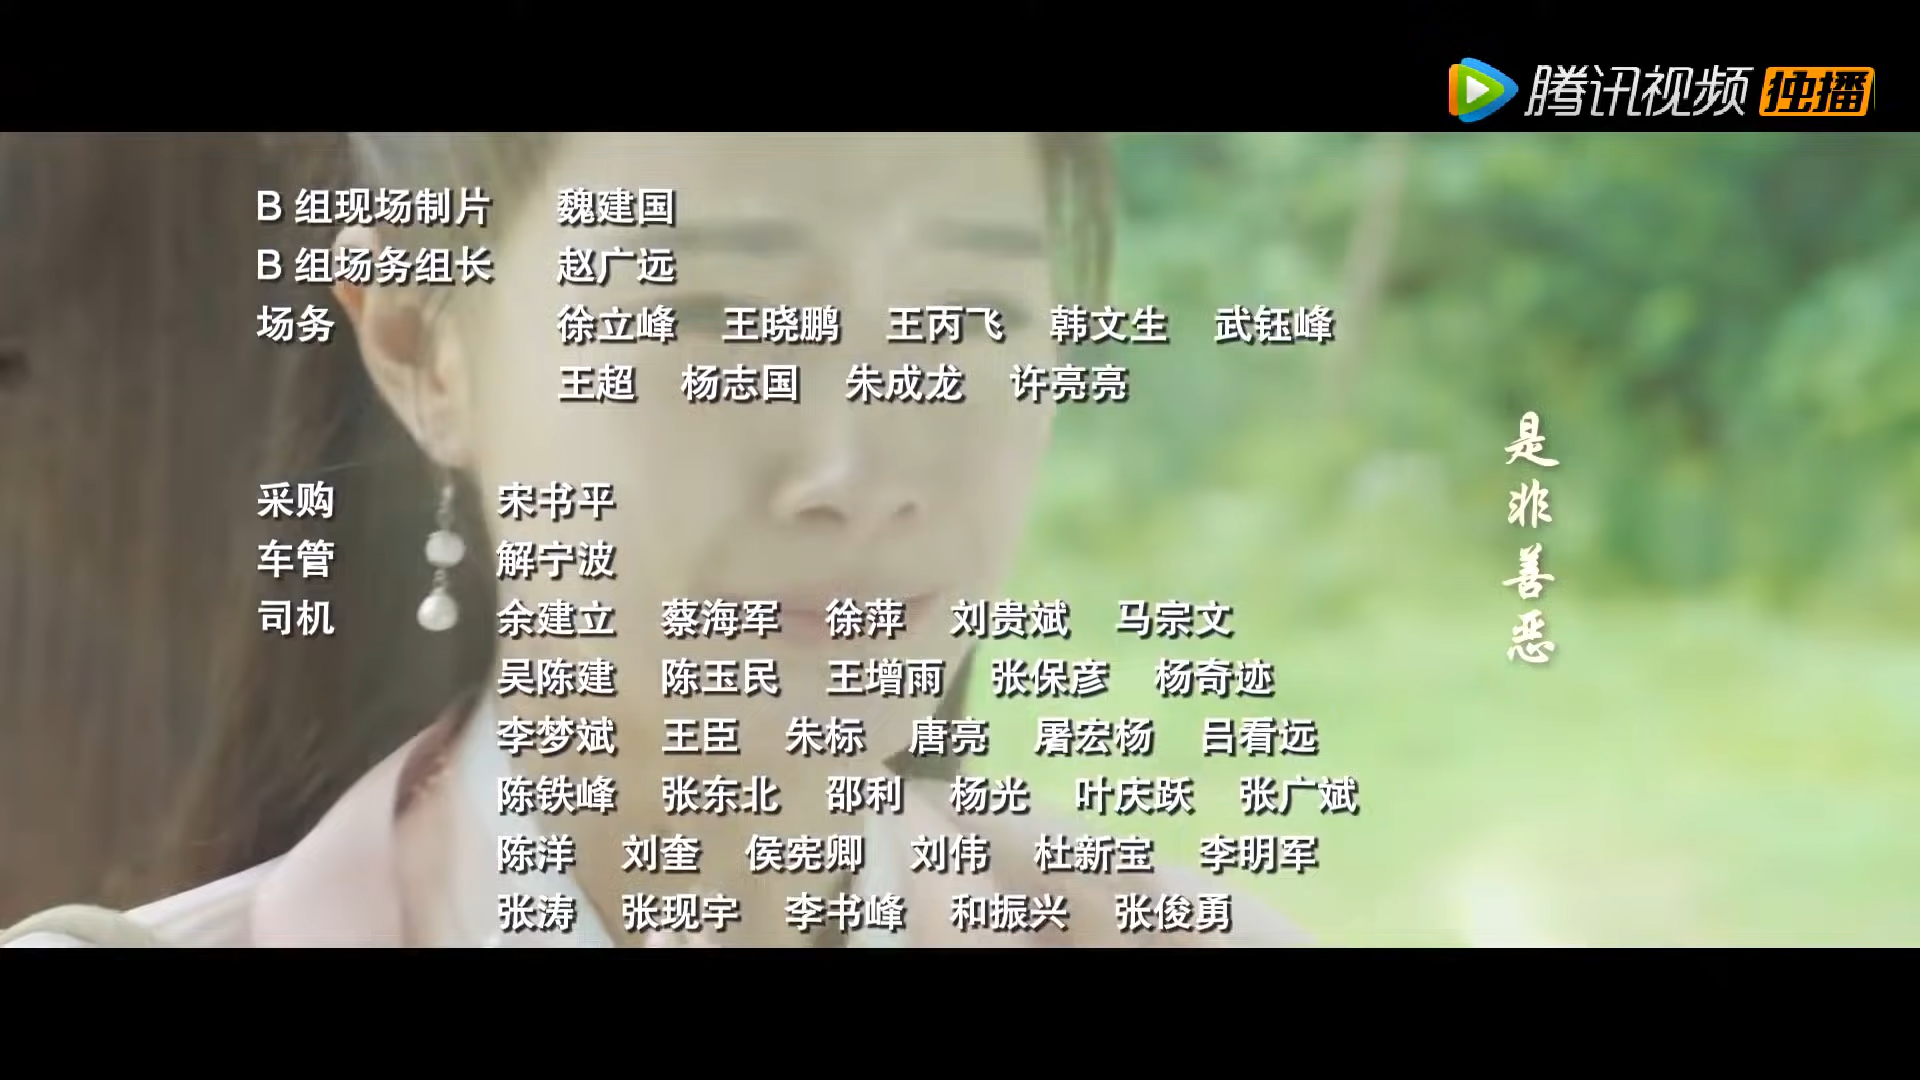 腾讯视频 独播
B 组现场制片 魏建国
B 组场务组长 赵广远
场务 徐立峰 王晓鹏 王丙飞 韩文生 武钰峰
王超 杨志国 朱成龙 许亮亮
采购 宋书平
车管 解宁波
司机 余建立 蔡海军 徐萍 刘贵斌 马宗文
吴陈建 陈玉民 王增雨 张保彦 杨奇迹
李梦斌 王臣 朱标 唐亮 屠宏杨 吕看远
陈铁峰 张东北 邵利 杨光 叶庆跃 张广斌
陈洋 刘奎 侯宪卿 刘伟 杜新宝 李明军
张涛 张现宇 李书峰 和振兴 张俊勇
是非善恶